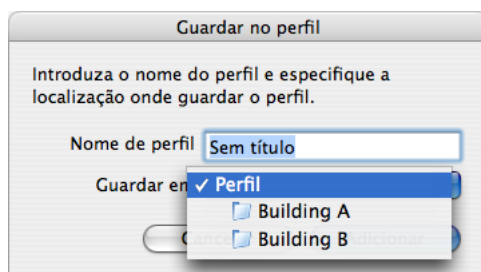 Guardar no perfil
Introduza o nome do perfil e especifique a
localização onde guardar o perfil.
Nome de perfil Sem título
Guardar em ✓ Perfil
Building A
Building B
Adicionar